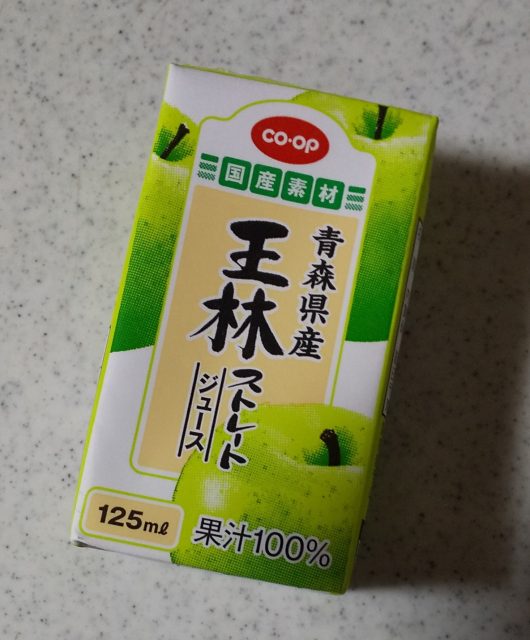 CO·OP
国産素材
青森県産
王林
ストレート
ジュース
125ml
果汁100%